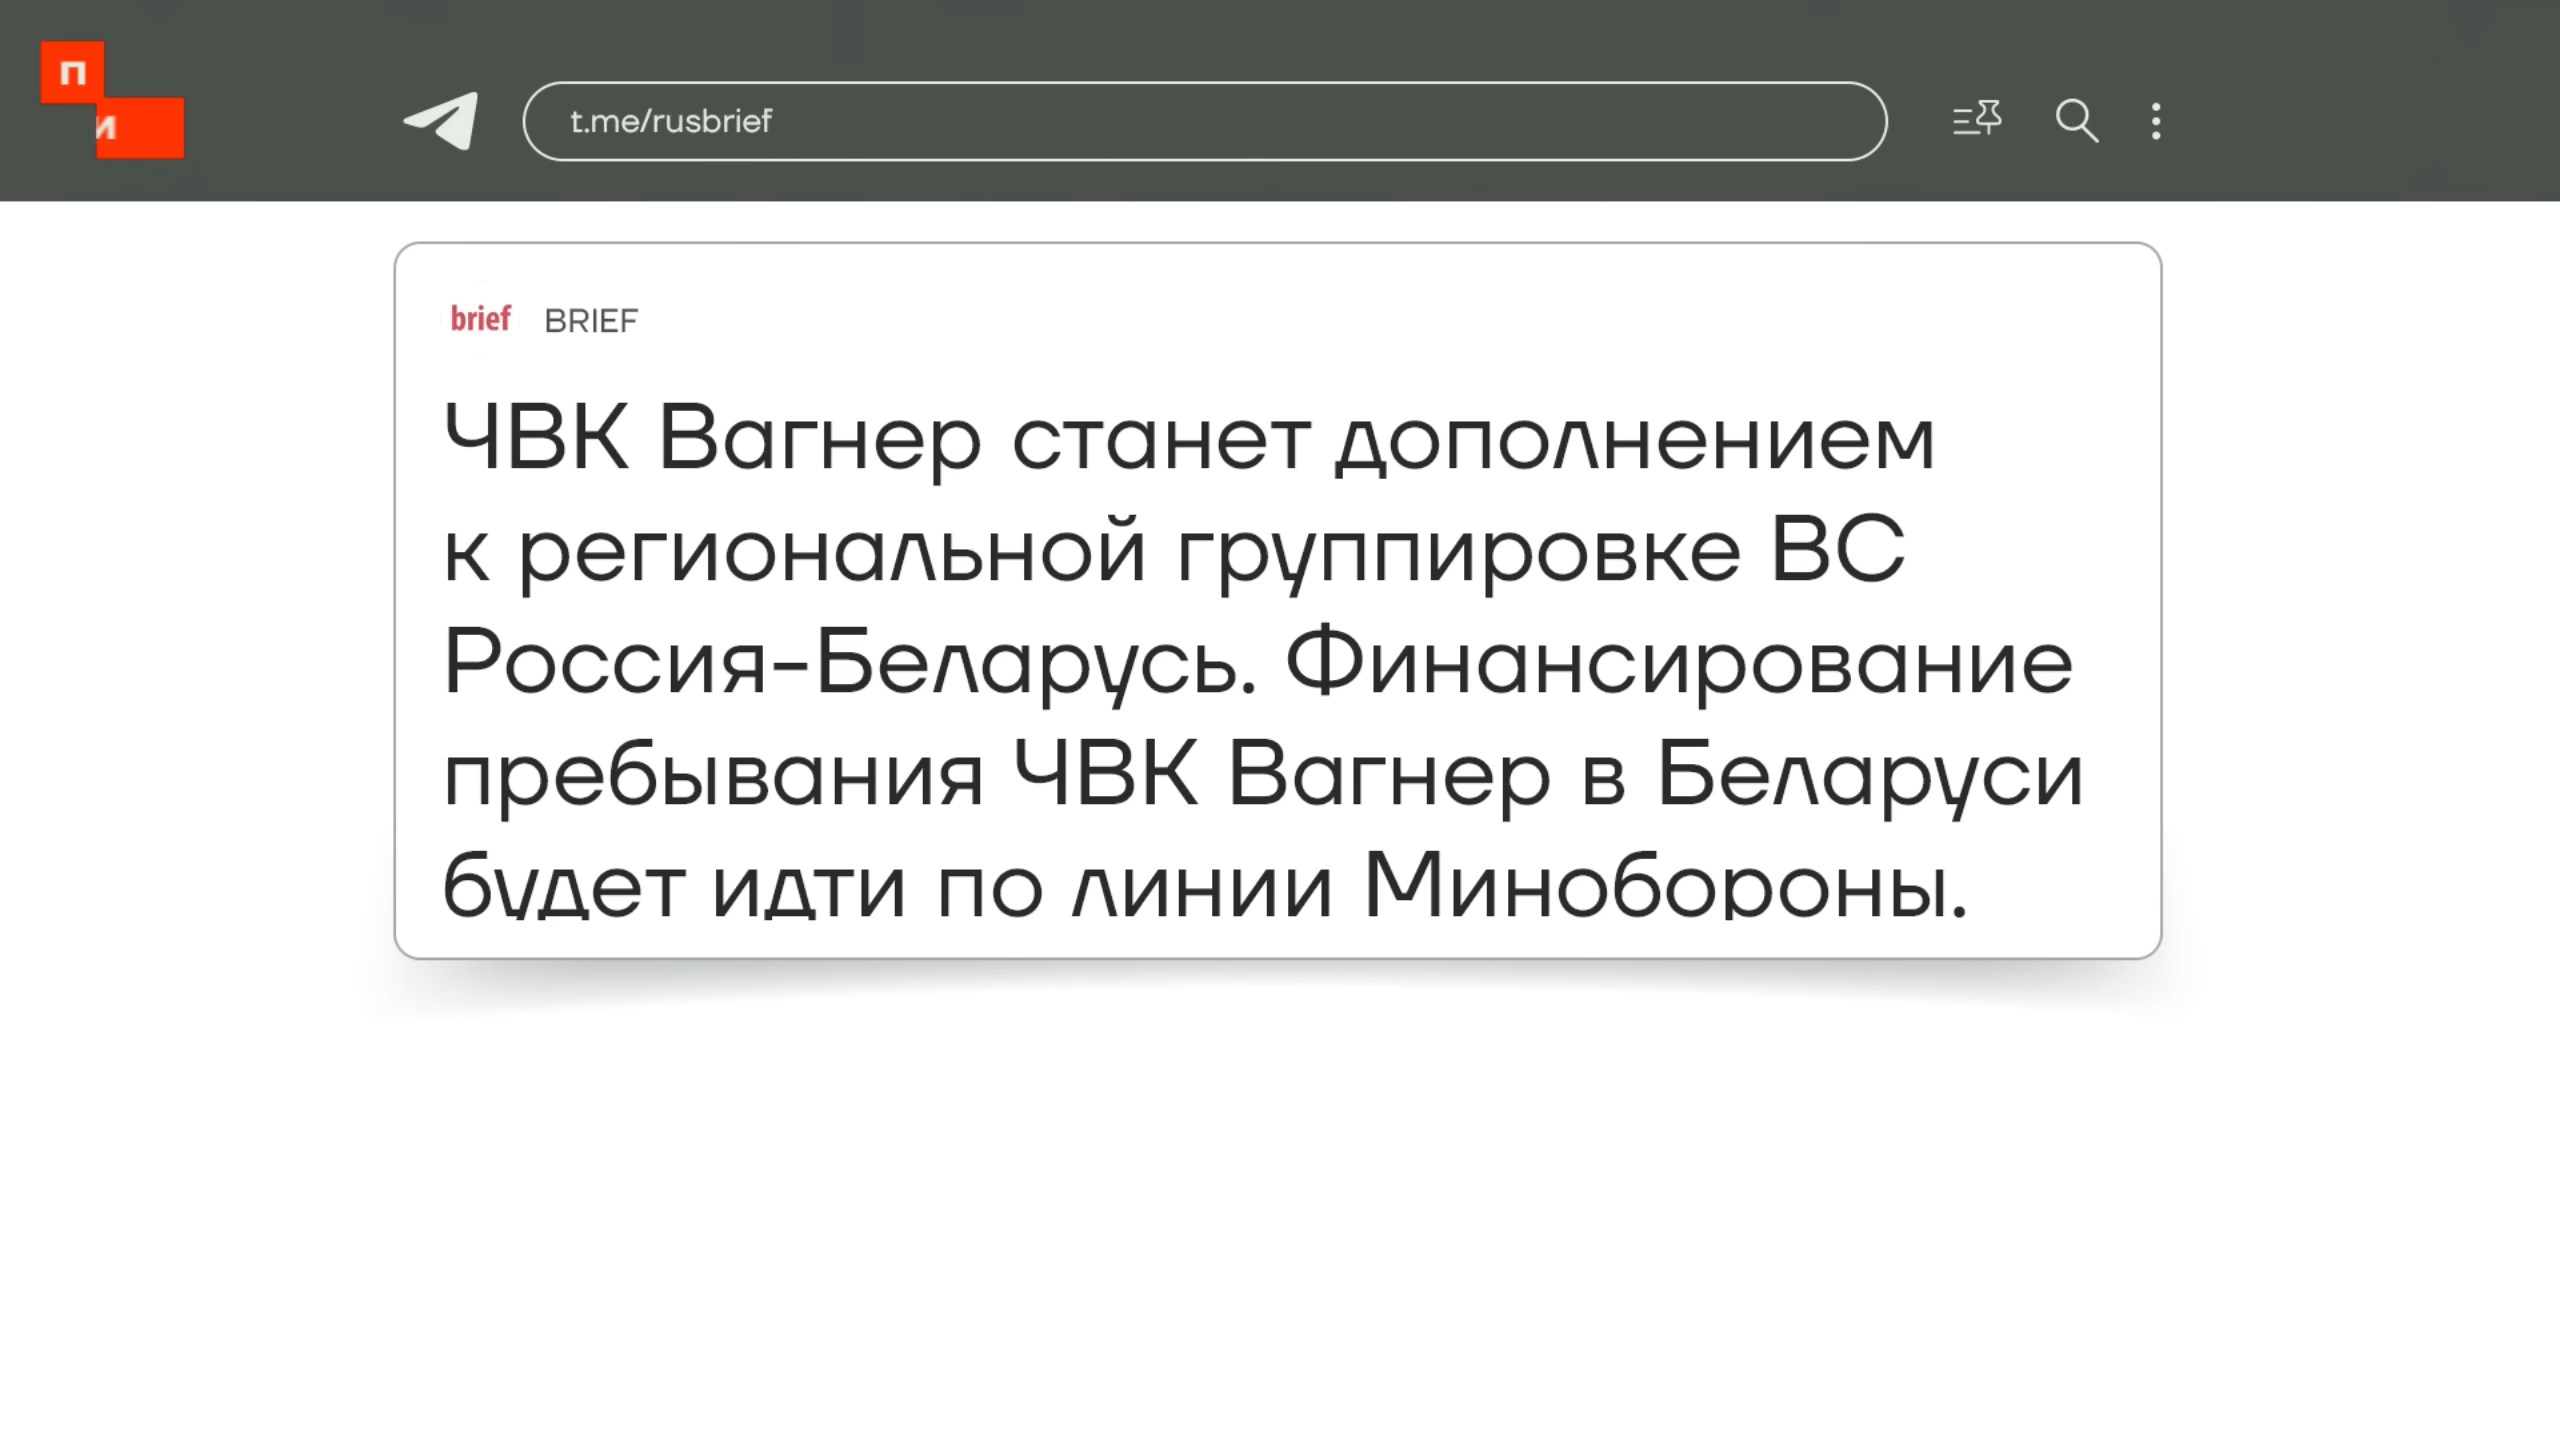 П
И
t.me/rusbrief
brief BRIEF
ЧВК Вагнер станет дополнением
к региональной группировке ВС
Россия-Беларусь. Финансирование
пребывания ЧВК Вагнер в Беларуси
будет идти по линии Минобороны.